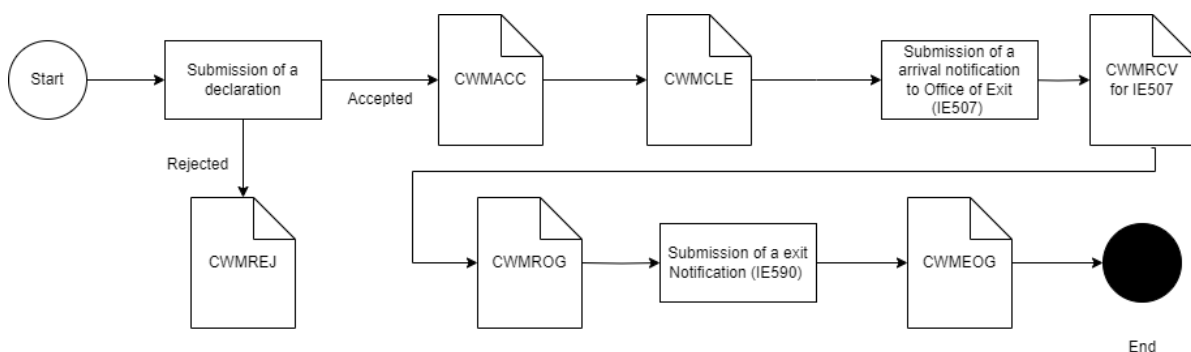 Start
Submission of a
declaration
Accepted
CWMACC
CWMCLE
Submission of a
arrival notification
to Office of Exit
(IE507)
CWMRCV
for IE507
Rejected
CWMREJ
CWMROG
Submission of a exit
Notification (IE590)
CWMEOG
End